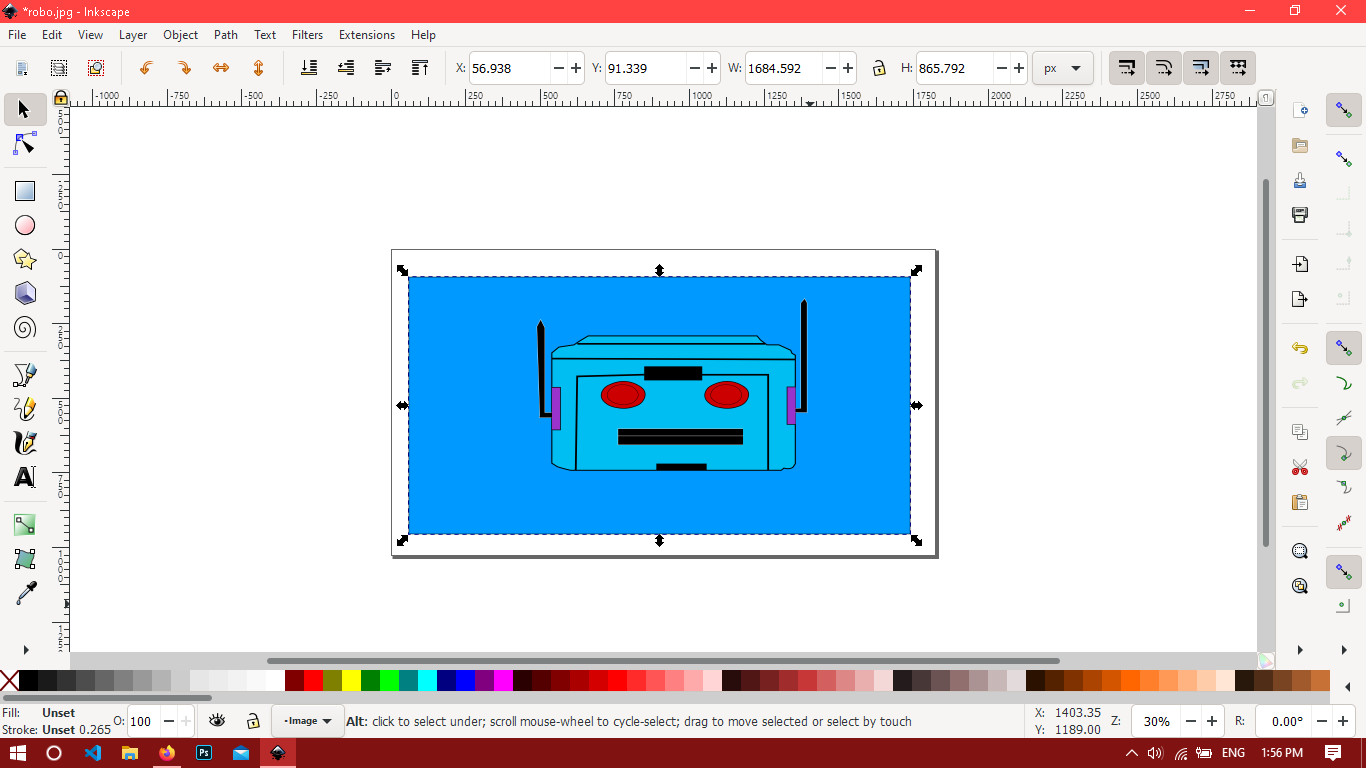 *robo.jpg - Inkscape
File Edit View Layer Object Path Text Filters Extensions Help
X: 56.938 Y: 91.339 W: 1684.592 H: 865.792 px
-1000 -750 -500 -250 0 250 500 750 1000 1250 1500 1750 2000 2250 2500 2750
A
Fill: Unset
Stroke: Unset 0.265
O: 100
-Image
Alt: click to select under; scroll mouse-wheel to cycle-select; drag to move selected or select by touch
X: 1403.35
Y: 1189.00
Z: 30%
R: 0.00°
Ps
ENG 1:56 PM